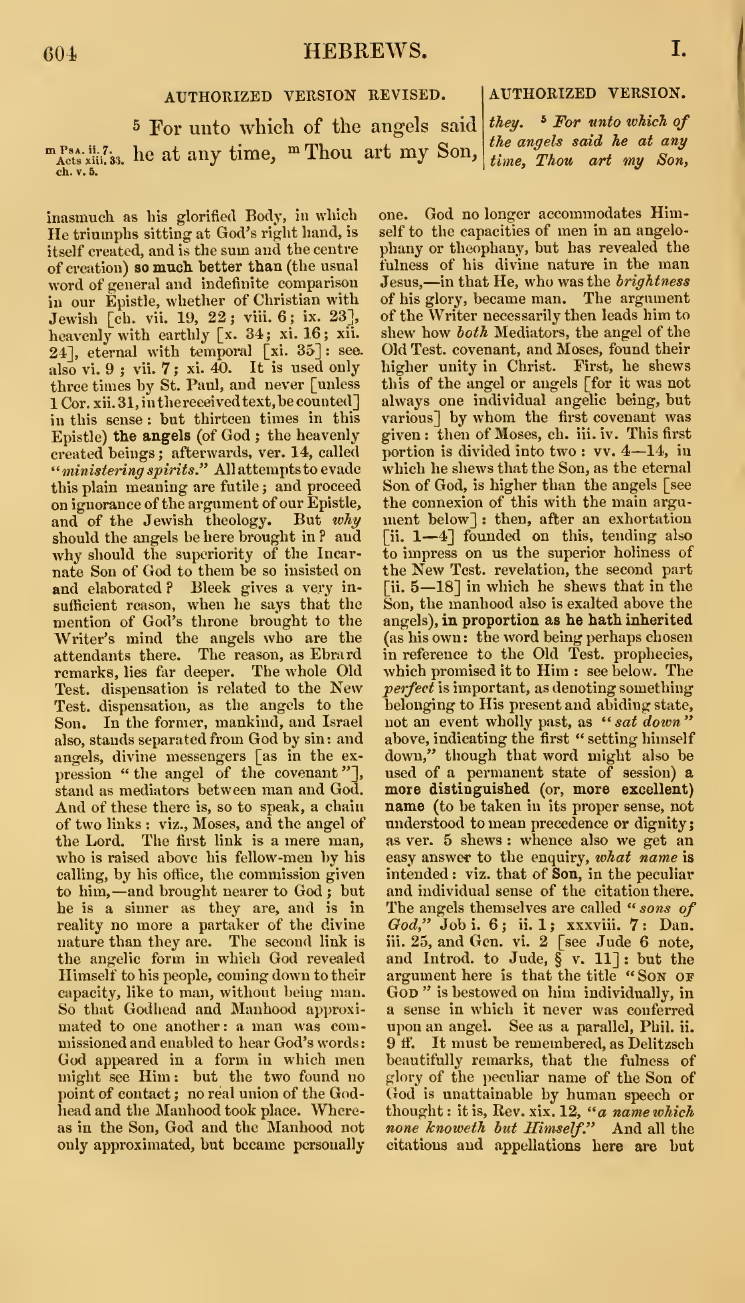 604
HEBREWS.
I.
AUTHORIZED VERSION REVISED.
5 For unto which of the angels said
m Psa. ii. 7.
Acts xiii. 33.
ch. v. 5.
he at any time, m Thou art my Son,
AUTHORIZED VERSION.
they. 5 For unto which of
the angels said he at any
time, Thou art my Son,
inasmuch as his glorified Body, in which
He triumphs sitting at God's right hand, is
itself created, and is the sum and the centre
of creation) so much better than (the usual
word of general and indefinite comparison
in our Epistle, whether of Christian with
Jewish [ch. vii. 19, 22; viii. 6; ix. 23],
heavenly with earthly [x. 34; xi. 16; xii.
24], eternal with temporal [xi. 35]: see.
also vi. 9; vii. 7; xi. 40. It is used only
three times by St. Paul, and never [unless
1 Cor. xii. 31, in the received text, be counted]
in this sense: but thirteen times in this
Epistle) the angels (of God; the heavenly
created beings; afterwards, ver. 14, called
"ministering spirits." All attempts to evade
this plain meaning are futile; and proceed
on ignorance of the argument of our Epistle,
and of the Jewish theology. But why
should the angels be here brought in? and
why should the superiority of the Incar-
nate Son of God to them be so insisted on
and elaborated? Bleek gives a very in-
sufficient reason, when he says that the
mention of God's throne brought to the
Writer's mind the angels who are the
attendants there. The reason, as Ebrard
remarks, lies far deeper. The whole Old
Test. dispensation is related to the New
Test. dispensation, as the angels to the
Son. In the former, mankind, and Israel
also, stands separated from God by sin: and
angels, divine messengers [as in the ex-
pression "the angel of the covenant"],
stand as mediators between man and God.
And of these there is, so to speak, a chain
of two links: viz., Moses, and the angel of
the Lord. The first link is a mere man,
who is raised above his fellow-men by his
calling, by his office, the commission given
to him,—and brought nearer to God; but
he is a sinner as they are, and is in
reality no more a partaker of the divine
nature than they are. The second link is
the angelic form in which God revealed
Himself to his people, coming down to their
capacity, like to man, without being man.
So that Godhead and Manhood approxi-
mated to one another: a man was com-
missioned and enabled to hear God's words:
God appeared in a form in which men
might see Him: but the two found no
point of contact; no real union of the God-
head and the Manhood took place. Where-
as in the Son, God and the Manhood not
only approximated, but became personally
one. God no longer accommodates Him-
self to the capacities of men in an angelo-
phany or theophany, but has revealed the
fulness of his divine nature in the man
Jesus,—in that He, who was the brightness
of his glory, became man. The argument
of the Writer necessarily then leads him to
shew how both Mediators, the angel of the
Old Test. covenant, and Moses, found their
higher unity in Christ. First, he shews
this of the angel or angels [for it was not
always one individual angelic being, but
various] by whom the first covenant was
given: then of Moses, ch. iii. iv. This first
portion is divided into two: vv. 4—14, in
which he shews that the Son, as the eternal
Son of God, is higher than the angels [see
the connexion of this with the main argu-
ment below]: then, after an exhortation
[ii. 1—4] founded on this, tending also
to impress on us the superior holiness of
the New Test. revelation, the second part
[ii. 5—18] in which he shews that in the
Son, the manhood also is exalted above the
angels), in proportion as he hath inherited
(as his own: the word being perhaps chosen
in reference to the Old Test. prophecies,
which promised it to Him: see below. The
perfect is important, as denoting something
belonging to His present and abiding state,
not an event wholly past, as "sat down"
above, indicating the first "setting himself
down," though that word might also be
used of a permanent state of session) a
more distinguished (or, more excellent)
name (to be taken in its proper sense, not
understood to mean precedence or dignity;
as ver. 5 shews: whence also we get an
easy answer to the enquiry, what name is
intended: viz. that of Son, in the peculiar
and individual sense of the citation there.
The angels themselves are called "sons of
God," Job i. 6; ii. 1; xxxviii. 7: Dan.
iii. 25, and Gen. vi. 2 [see Jude 6 note,
and Introd. to Jude, § v. 11]: but the
argument here is that the title "SON OF
GOD" is bestowed on him individually, in
a sense in which it never was conferred
upon an angel. See as a parallel, Phil. ii.
9 ff. It must be remembered, as Delitzsch
beautifully remarks, that the fulness of
glory of the peculiar name of the Son of
God is unattainable by human speech or
thought: it is, Rev. xix. 12, "a name which
none knoweth but Himself." And all the
citations and appellations here are but